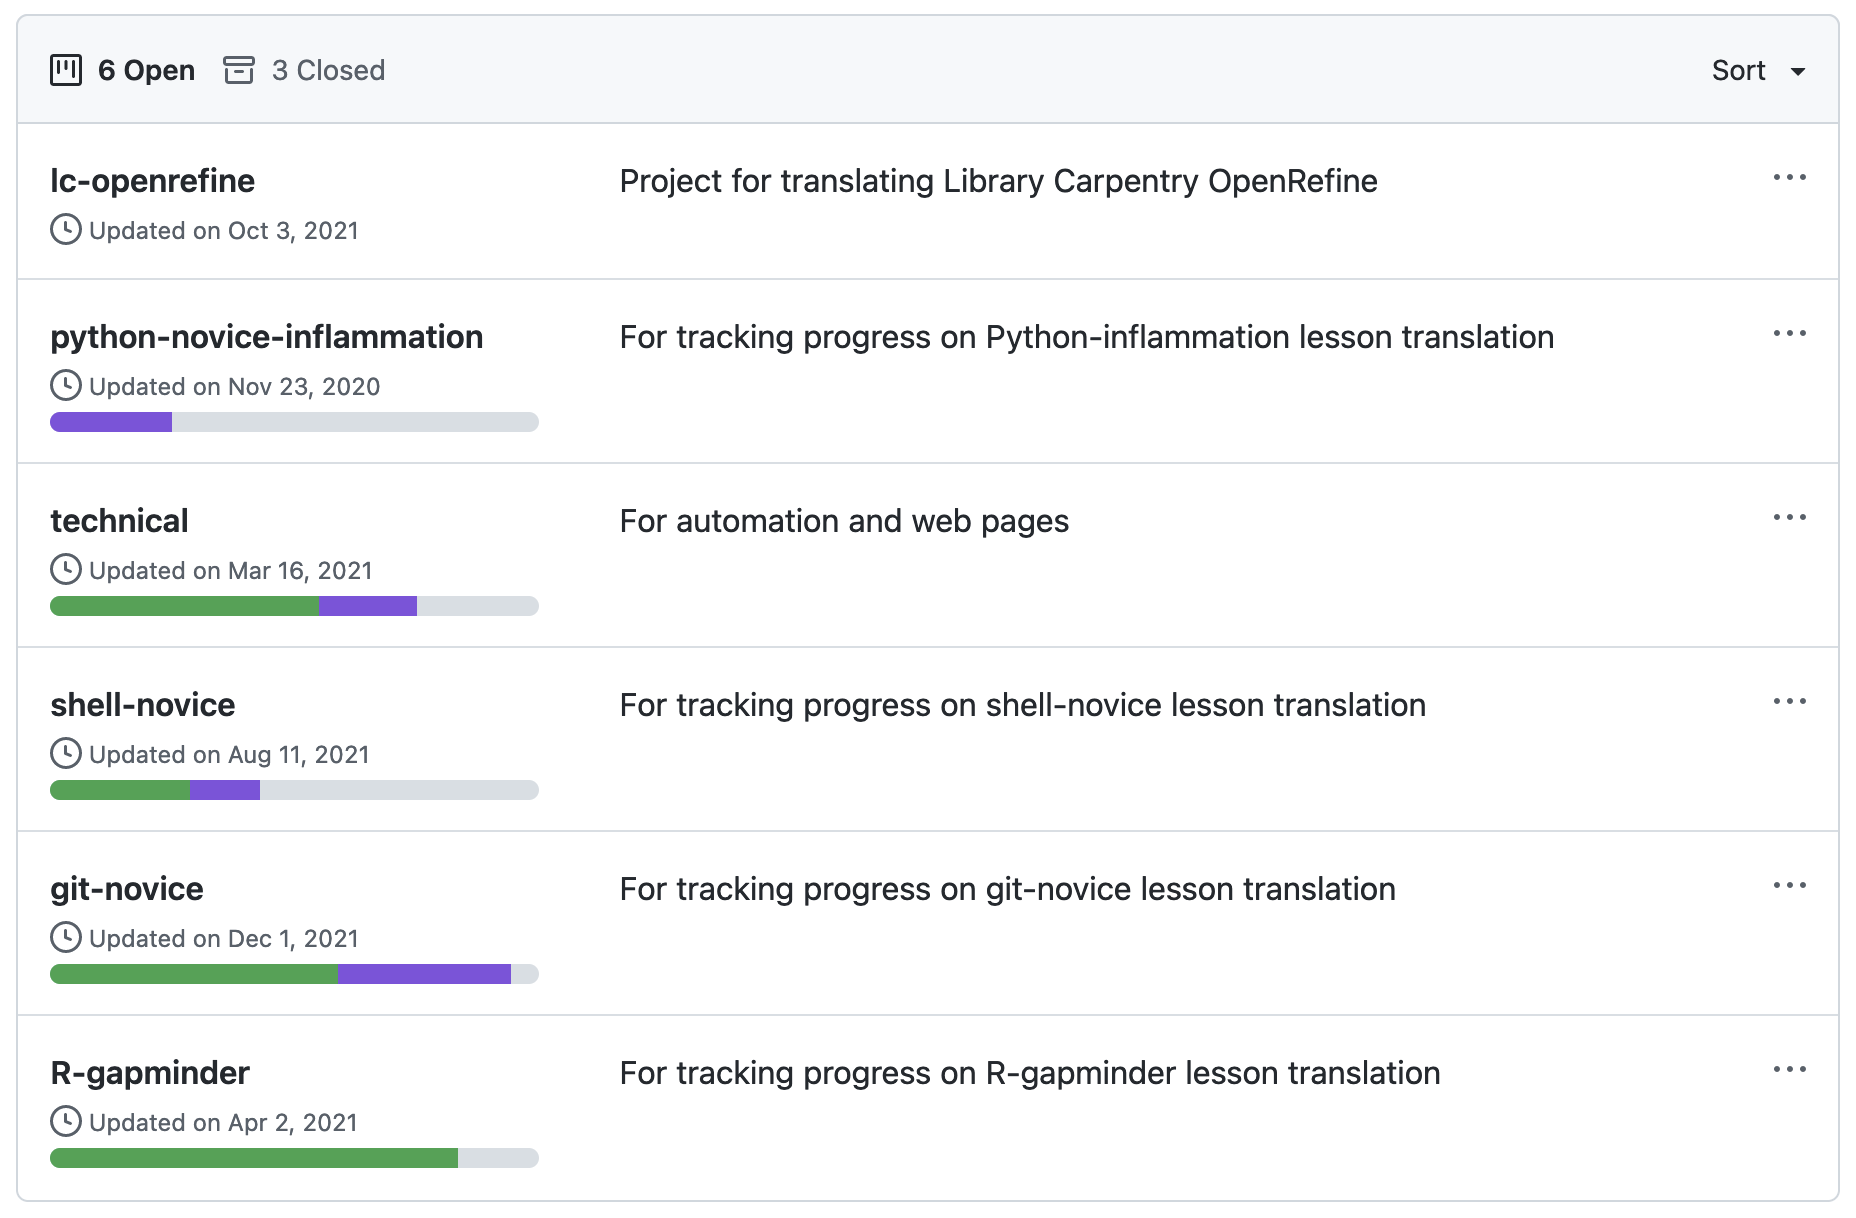 6 Open 3 Closed Sort
lc-openrefine Project for translating Library Carpentry OpenRefine
Updated on Oct 3, 2021
python-novice-inflammation For tracking progress on Python-inflammation lesson translation
Updated on Nov 23, 2020
technical For automation and web pages
Updated on Mar 16, 2021
shell-novice For tracking progress on shell-novice lesson translation
Updated on Aug 11, 2021
git-novice For tracking progress on git-novice lesson translation
Updated on Dec 1, 2021
R-gapminder For tracking progress on R-gapminder lesson translation
Updated on Apr 2, 2021